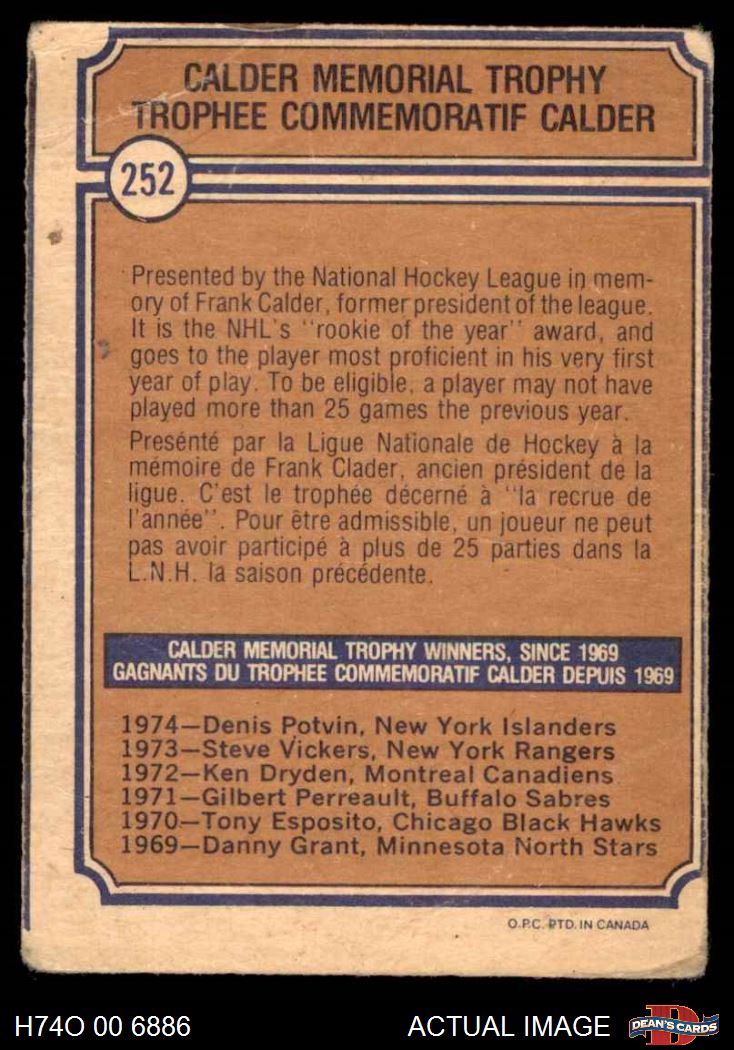 CALDER MEMORIAL TROPHY
TROPHEE COMMEMORATIF CALDER
252
Presented by the National Hockey League in mem-
ory of Frank Calder, former president of the league.
It is the NHL's ''rookie of the year'' award, and
goes to the player most proficient in his very first
year of play. To be eligible, a player may not have
played more than 25 games the previous year.
Presénté par la Ligue Nationale de Hockey à la
mémoire de Frank Clader, ancien président de la
ligue. C'est le trophée décerné à ''la recrue de
l'année''. Pour être admissible, un joueur ne peut
pas avoir participé à plus de 25 parties dans la
L.N.H. la saison précédente.
CALDER MEMORIAL TROPHY WINNERS, SINCE 1969
GAGNANTS DU TROPHEE COMMEMORATIF CALDER DEPUIS 1969
1974—Denis Potvin, New York Islanders
1973—Steve Vickers, New York Rangers
1972—Ken Dryden, Montreal Canadiens
1971—Gilbert Perreault, Buffalo Sabres
1970—Tony Esposito, Chicago Black Hawks
1969—Danny Grant, Minnesota North Stars
O.P.C. PTD. IN CANADA
H74O 00 6886
ACTUAL IMAGE
D
DEAN'S CARDS